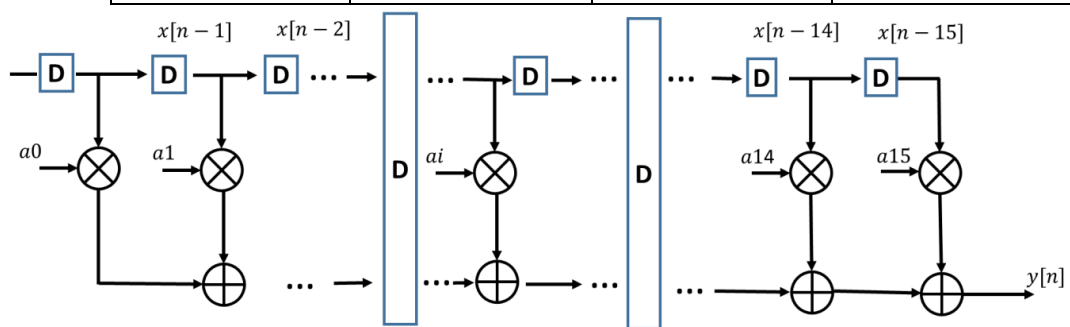 x[n − 1] x[n − 2] x[n − 14] x[n − 15]
D D D ... ... D ... ... D D
a0 a1 D ai D a14 a15
... ... ... ... y[n]